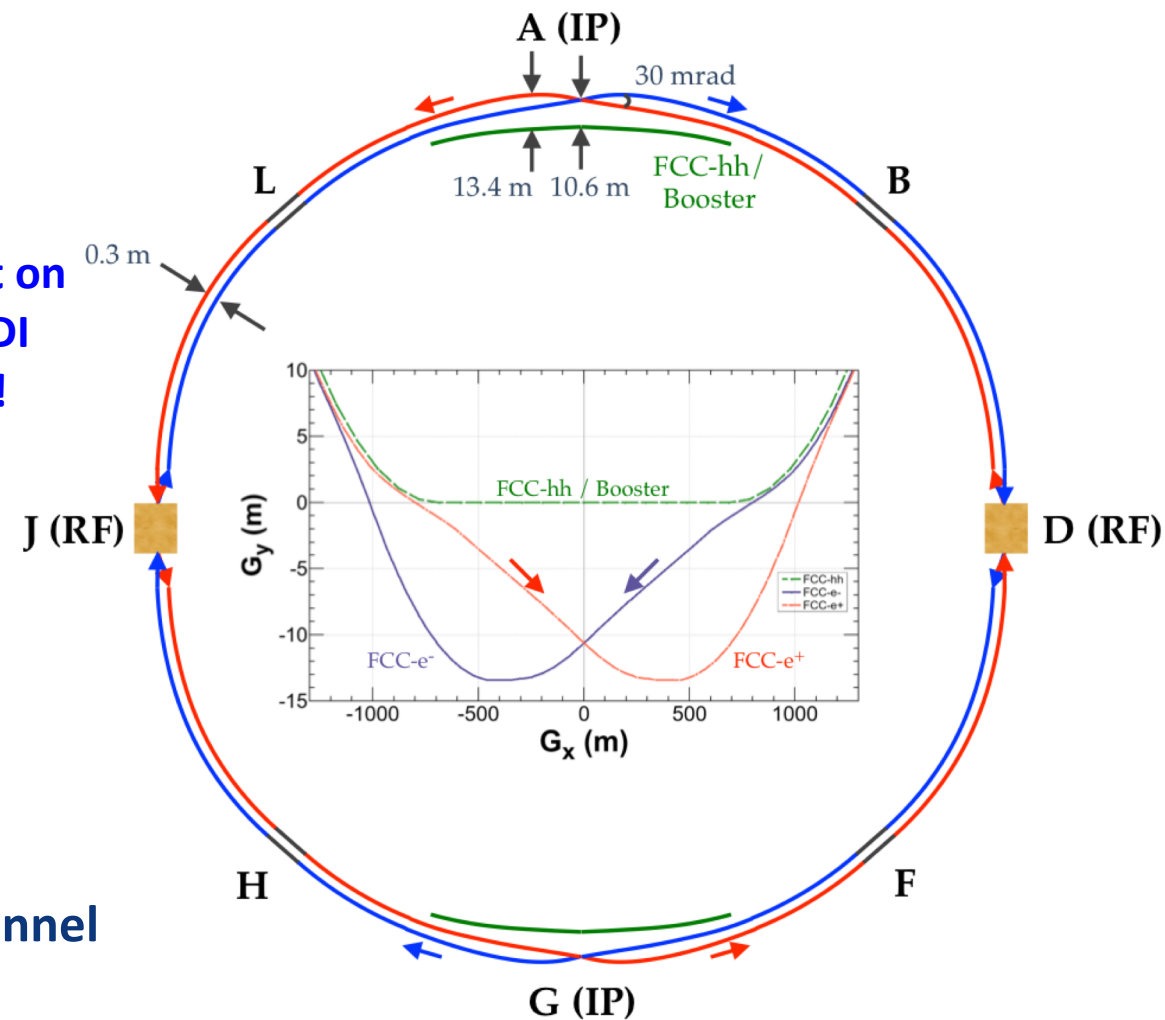 A (IP)
30 mrad
13.4 m 10.6 m
FCC-hh/
Booster
L
B
0.3 m
t on
DI
!
10
5
0
-5
-10
-15
-1000
-500
0
500
1000
Gy (m)
Gx (m)
FCC-hh / Booster
FCC-hh
FCC-e-
FCC-e+
FCC-e-
FCC-e+
J (RF)
D (RF)
H
F
nnel
G (IP)